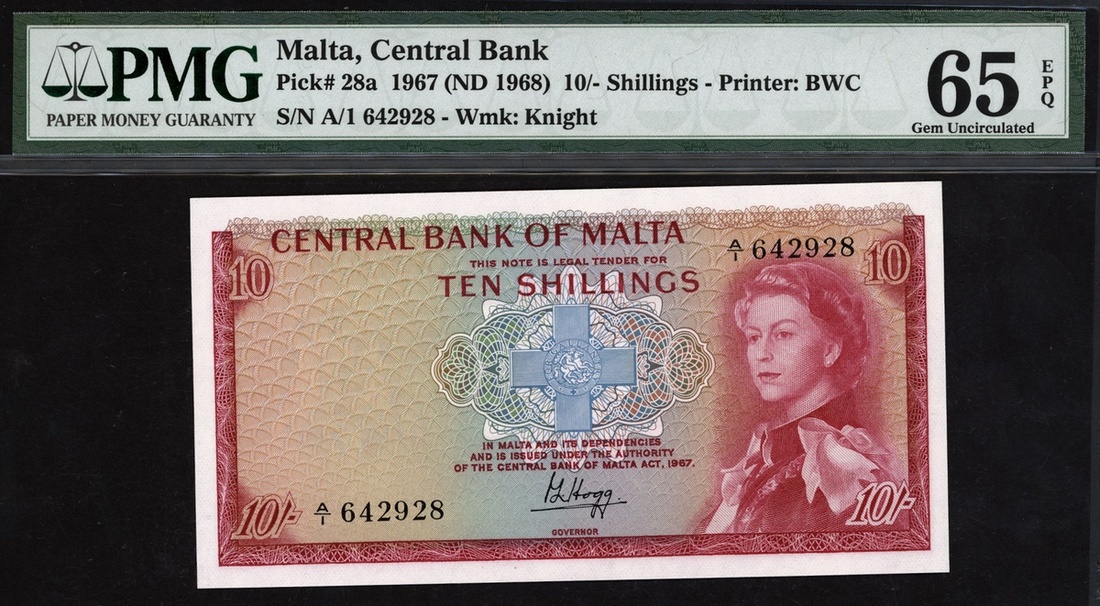 PMG
PAPER MONEY GUARANTY
Malta, Central Bank
Pick# 28a 1967 (ND 1968) 10/- Shillings - Printer: BWC
S/N A/1 642928 - Wmk: Knight
65
EPQ
Gem Uncirculated
CENTRAL BANK OF MALTA
A/1 642928
10
10
THIS NOTE IS LEGAL TENDER FOR
TEN SHILLINGS
IN MALTA AND ITS DEPENDENCIES
AND IS ISSUED UNDER THE AUTHORITY
OF THE CENTRAL BANK OF MALTA ACT, 1967.
10/-
A/1 642928
Hogg.
GOVERNOR
10/-